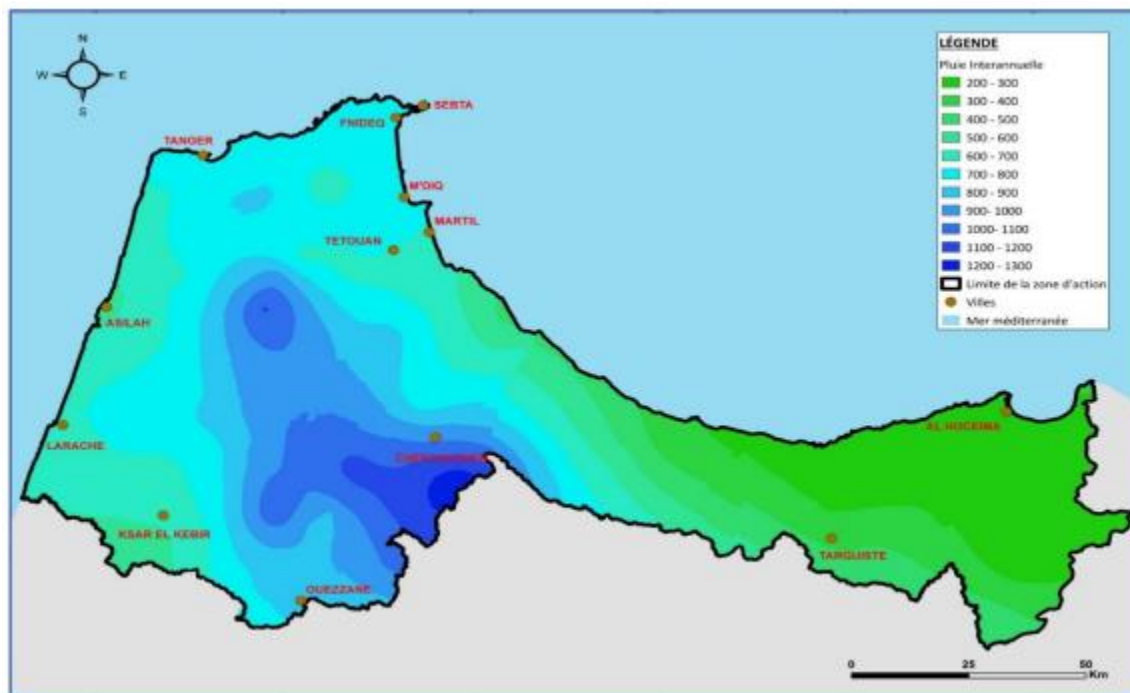 N
W E
S
SEBTA
FNIDEQ
TANGER
M'DIQ
MARTIL
TETOUAN
ASILAH
LARACHE
AL HOCEIMA
KSAR EL KEBIR
TARGUISTE
OUEZZANE
LÉGENDE
Pluie Interannuelle
200 - 300
300 - 400
400 - 500
500 - 600
600 - 700
700 - 800
800 - 900
900- 1000
1000- 1100
1100 - 1200
1200 - 1300
Limite de la zone d'action
Villes
Mer méditerranée
0 25 50
Km